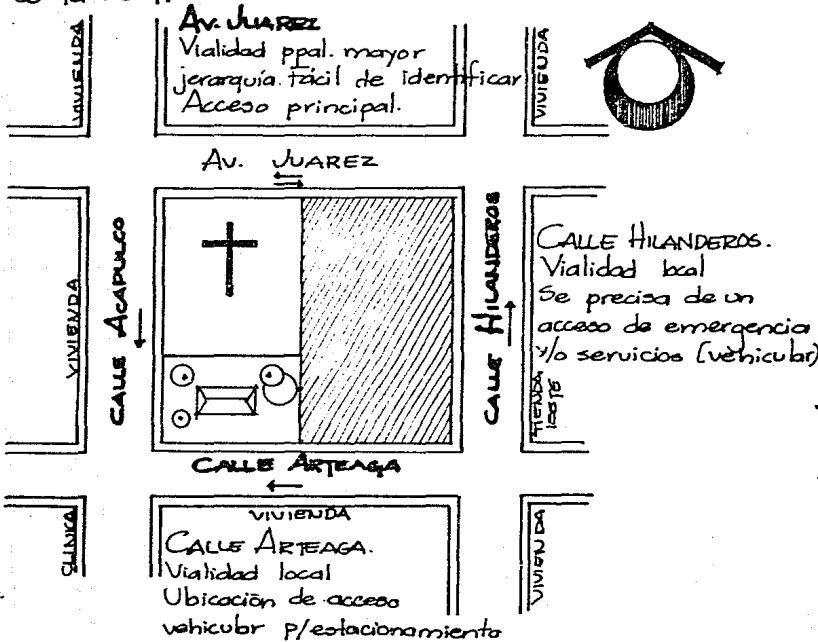 AV. JUAREZ
Vialidad ppal. mayor
jerarquía. Fácil de identificar
Acceso principal.
VIVIENDA
VIVIENDA
AV. JUAREZ
VIVIENDA
CALLE ACAPULCO
CALLE HILANDEROS
CALLE HILANDEROS.
Vialidad local
Se precisa de un
acceso de emergencia
y/o servicios (vehicular)
TIENDA
CALLE ARTEAGA
VIVIENDA
CALLE ARTEAGA.
Vialidad local
Ubicación de acceso
vehicular p/estacionamiento
VIVIENDA